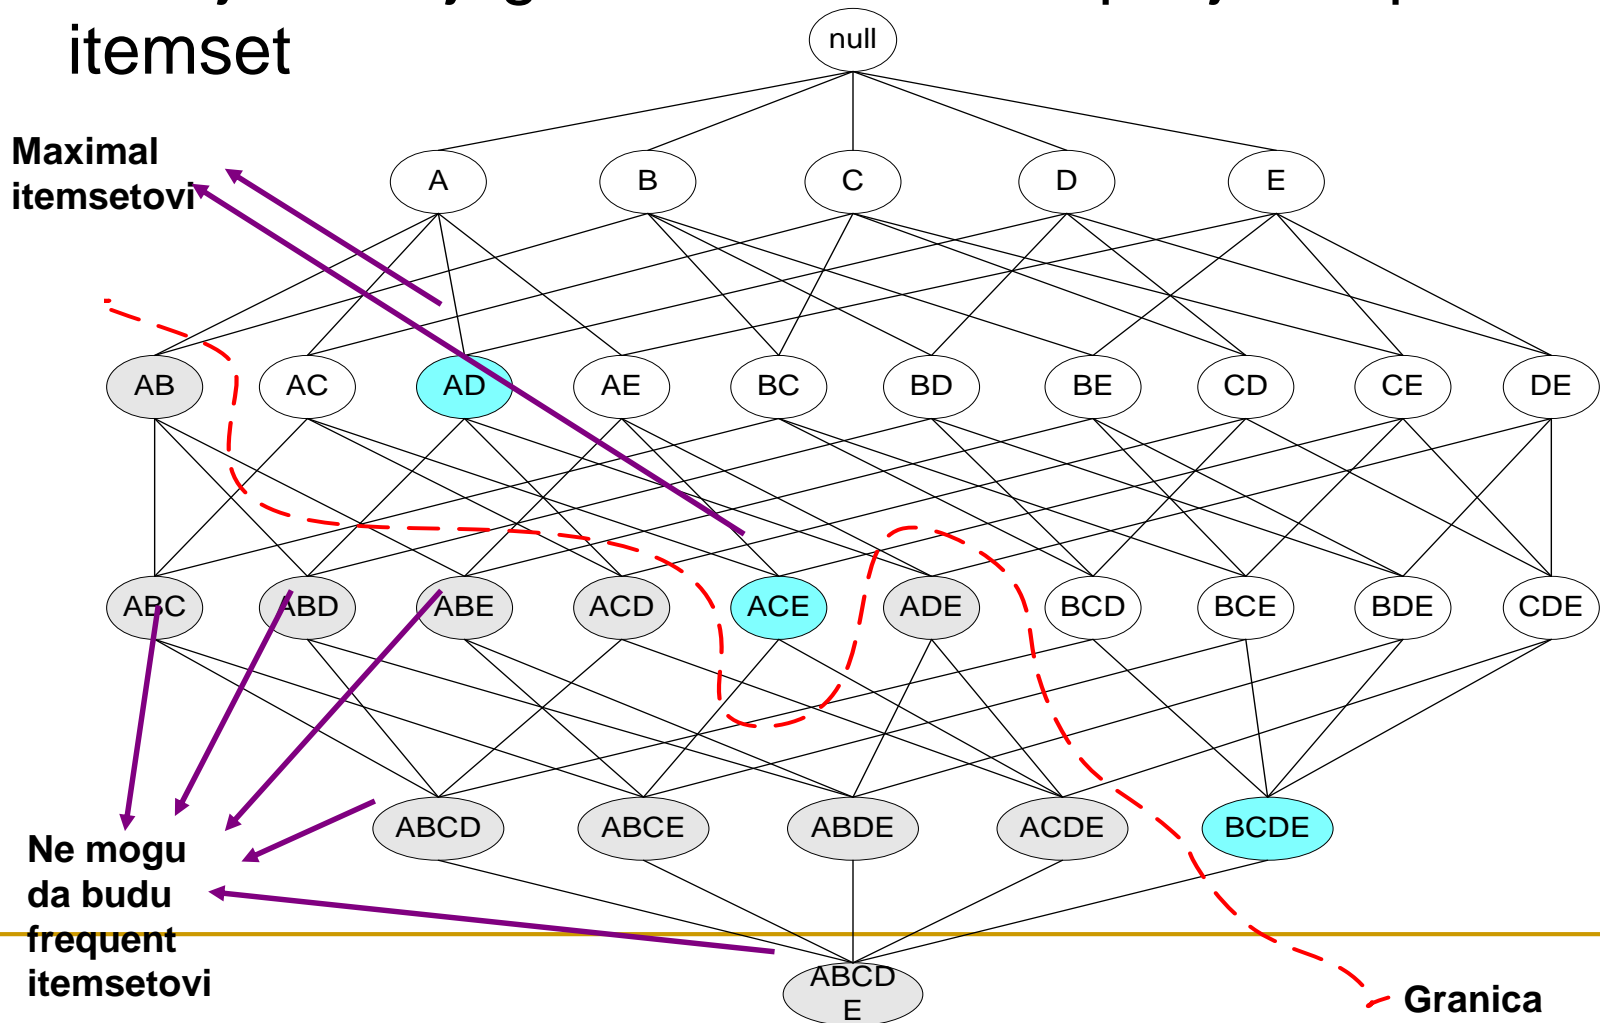 itemset
null
Maximal
itemsetovi
A B C D E
AB AC AD AE BC BD BE CD CE DE
ABC ABD ABE ACD ACE ADE BCD BCE BDE CDE
ABCD ABCE ABDE ACDE BCDE
Ne mogu
da budu
frequent
itemsetovi
ABCD
E
Granica